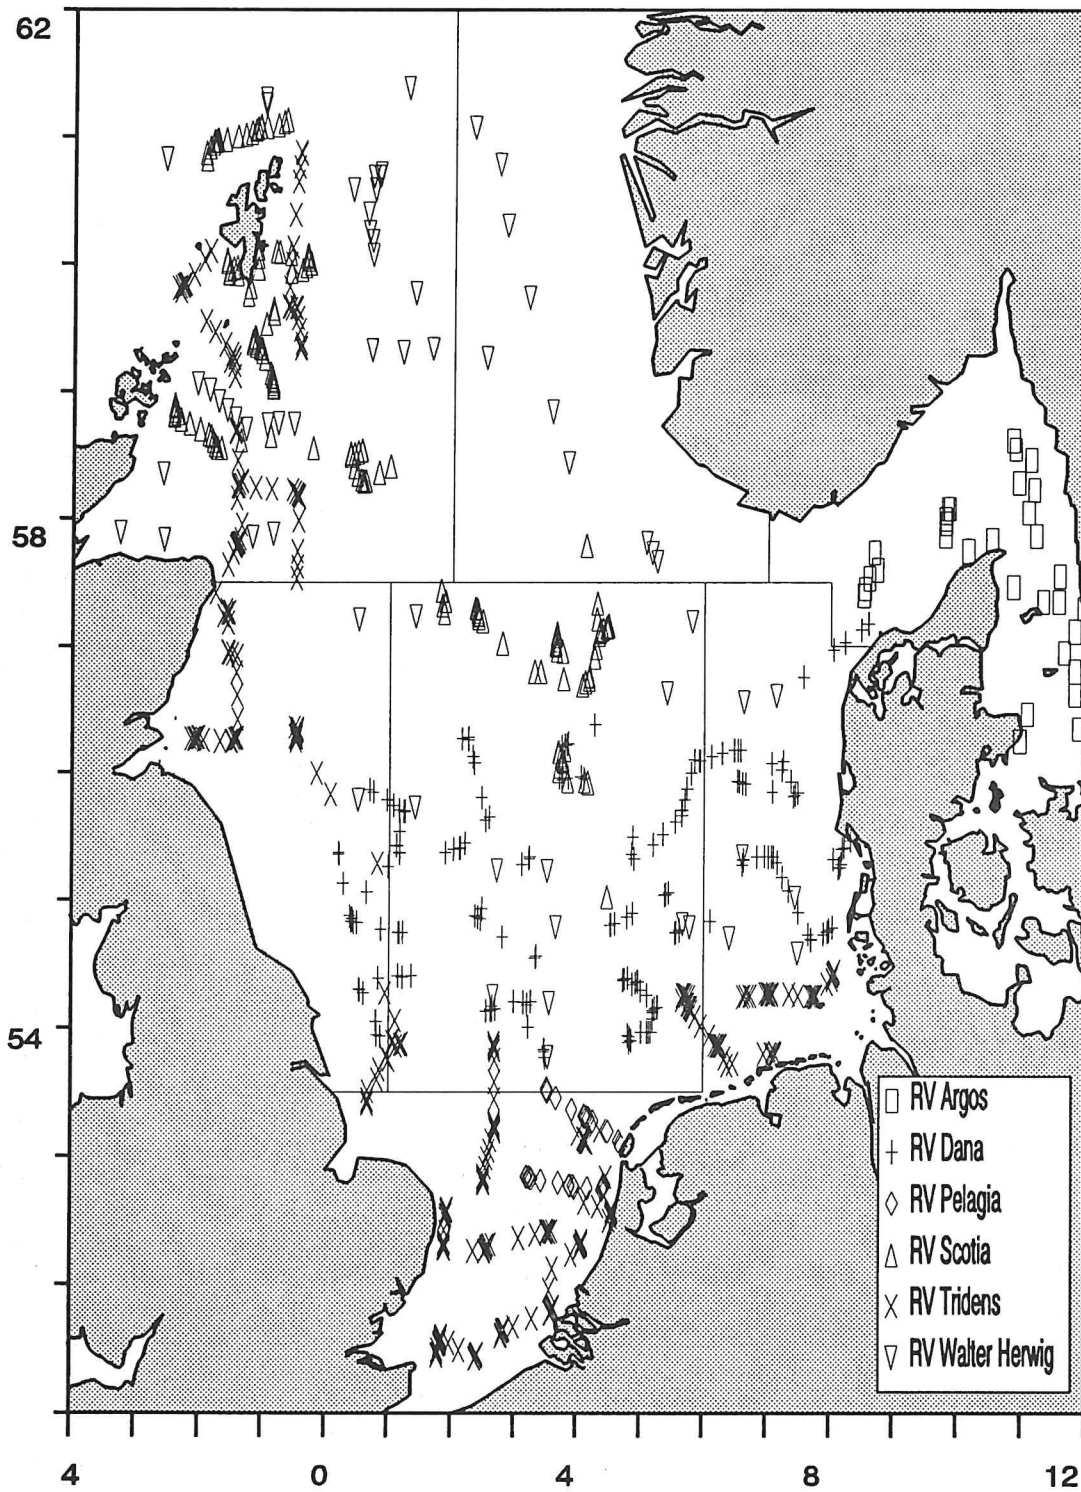 62
58
54
RV Argos
RV Dana
RV Pelagia
RV Scotia
RV Tridens
RV Walter Herwig
4 0 4 8 12